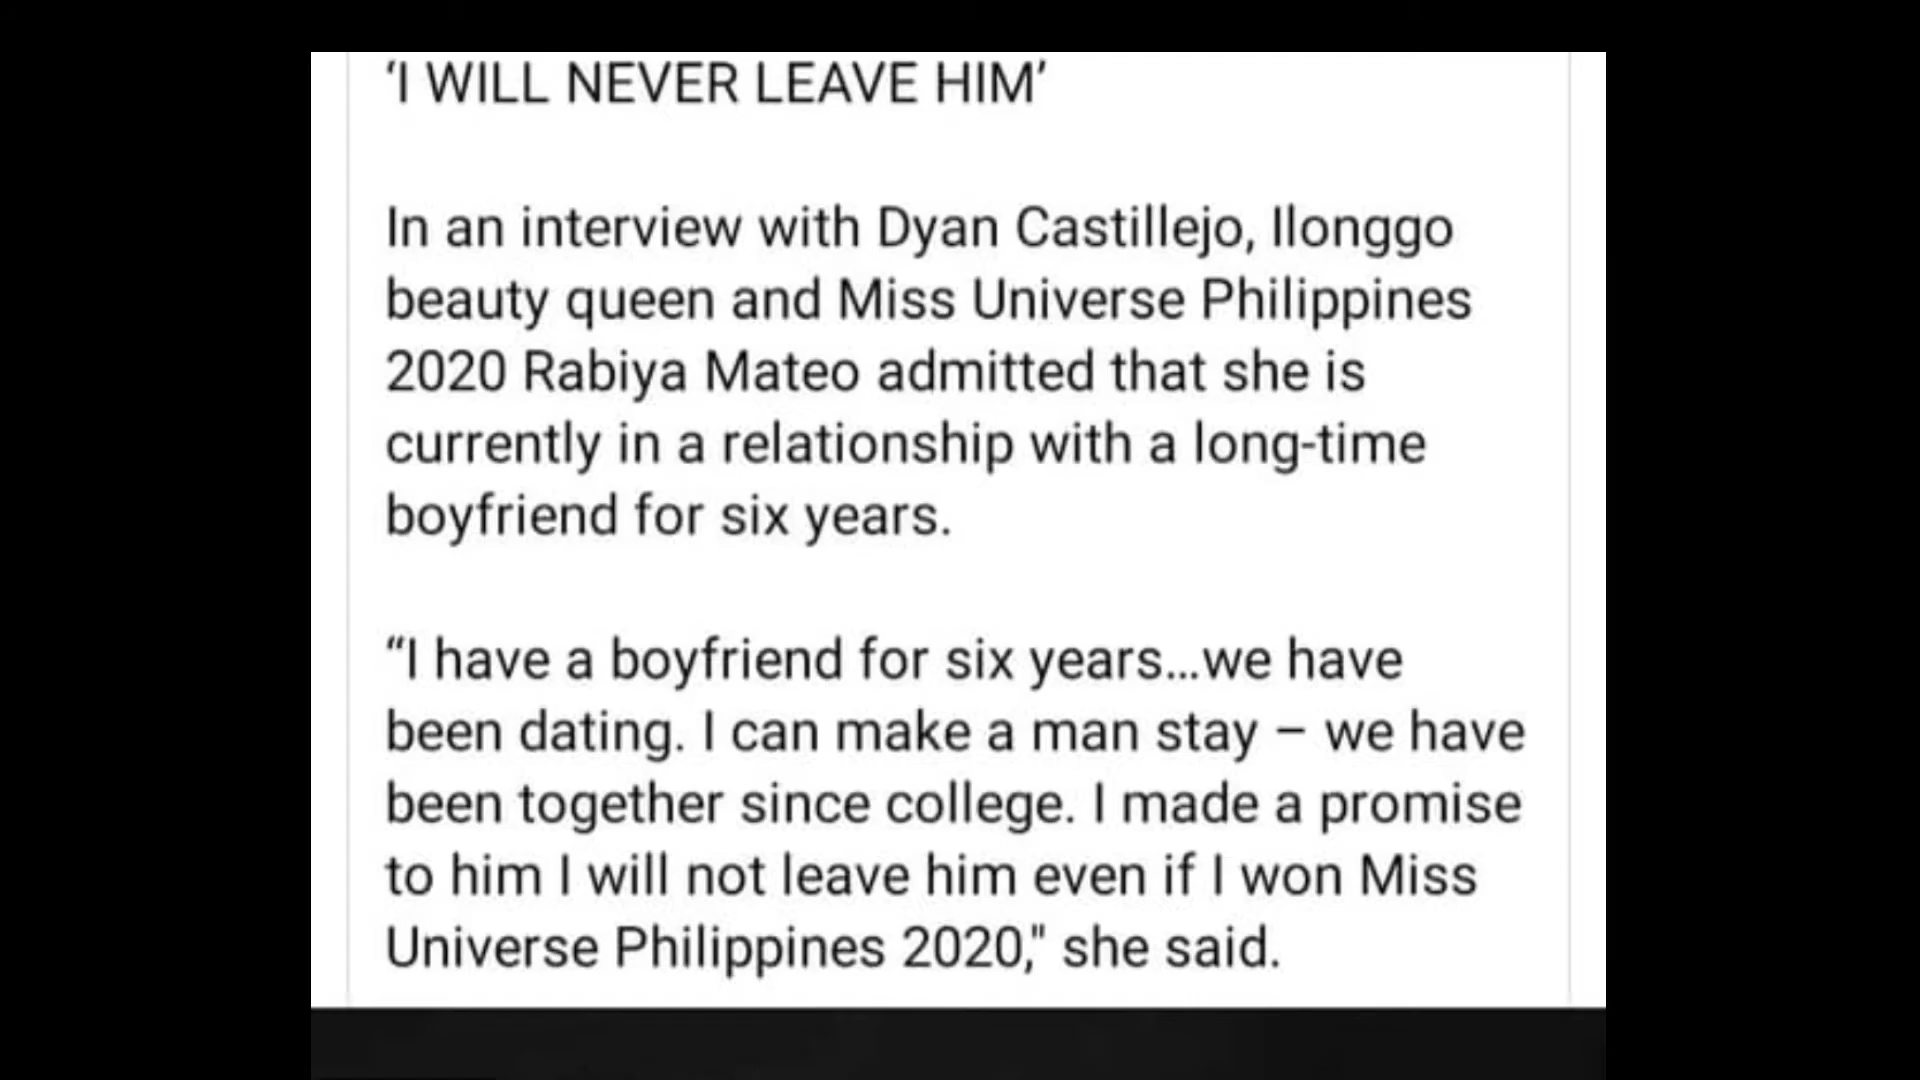 ‘I WILL NEVER LEAVE HIM’
In an interview with Dyan Castillejo, Ilonggo
beauty queen and Miss Universe Philippines
2020 Rabiya Mateo admitted that she is
currently in a relationship with a long-time
boyfriend for six years.
“I have a boyfriend for six years...we have
been dating. I can make a man stay – we have
been together since college. I made a promise
to him I will not leave him even if I won Miss
Universe Philippines 2020," she said.